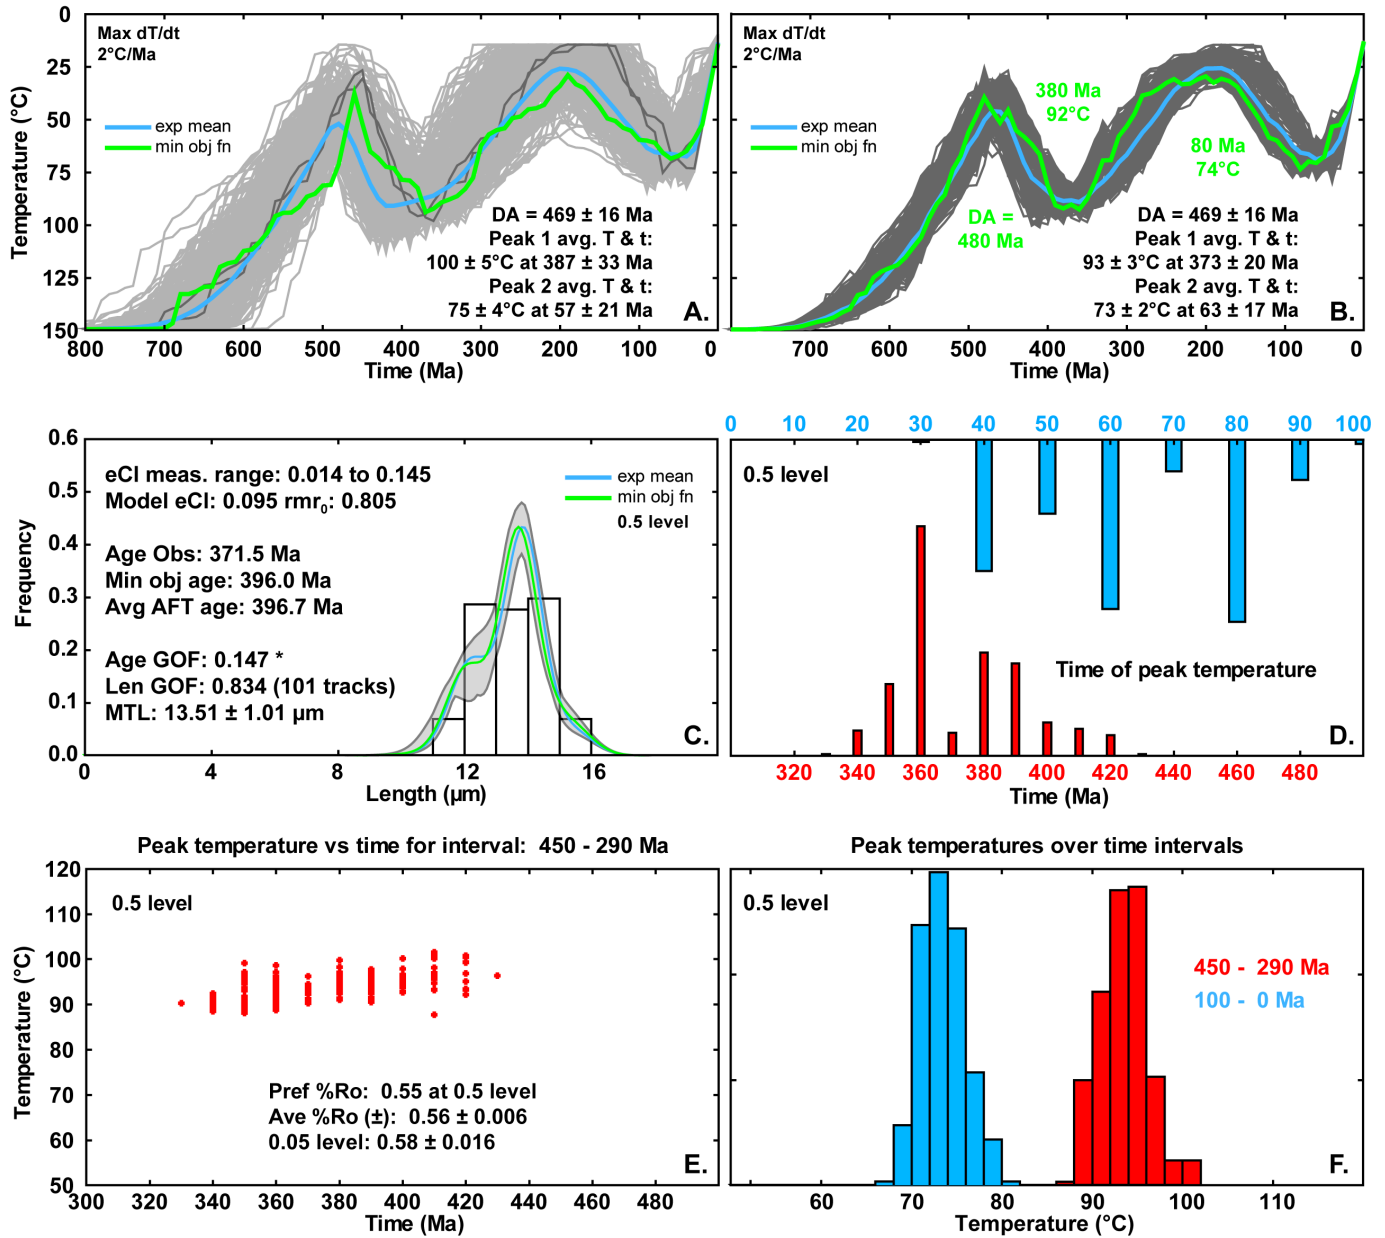 Max dT/dt
2°C/Ma
exp mean
min obj fn
DA = 469 ± 16 Ma
Peak 1 avg. T & t:
100 ± 5°C at 387 ± 33 Ma
Peak 2 avg. T & t:
75 ± 4°C at 57 ± 21 Ma
A.
0
25
50
75
100
125
150
Temperature (°C)
800 700 600 500 400 300 200 100 0
Time (Ma)
Max dT/dt
2°C/Ma
exp mean
min obj fn
380 Ma
92°C
80 Ma
74°C
DA =
480 Ma
DA = 469 ± 16 Ma
Peak 1 avg. T & t:
93 ± 3°C at 373 ± 20 Ma
Peak 2 avg. T & t:
73 ± 2°C at 63 ± 17 Ma
B.
700 600 500 400 300 200 100 0
Time (Ma)
0.6
0.5
0.4
0.3
0.2
0.1
0.0
Frequency
eCl meas. range: 0.014 to 0.145
Model eCl: 0.095 rmr0: 0.805
Age Obs: 371.5 Ma
Min obj age: 396.0 Ma
Avg AFT age: 396.7 Ma
Age GOF: 0.147 *
Len GOF: 0.834 (101 tracks)
MTL: 13.51 ± 1.01 µm
exp mean
min obj fn
0.5 level
C.
0 4 8 12 16
Length (µm)
0 10 20 30 40 50 60 70 80 90 100
0.5 level
Time of peak temperature
D.
320 340 360 380 400 420 440 460 480
Time (Ma)
Peak temperature vs time for interval: 450 - 290 Ma
120
110
100
90
80
70
60
50
Temperature (°C)
0.5 level
Pref %Ro: 0.55 at 0.5 level
Ave %Ro (±): 0.56 ± 0.006
0.05 level: 0.58 ± 0.016
E.
300 320 340 360 380 400 420 440 460 480
Time (Ma)
Peak temperatures over time intervals
0.5 level
450 - 290 Ma
100 - 0 Ma
F.
60 70 80 90 100 110
Temperature (°C)